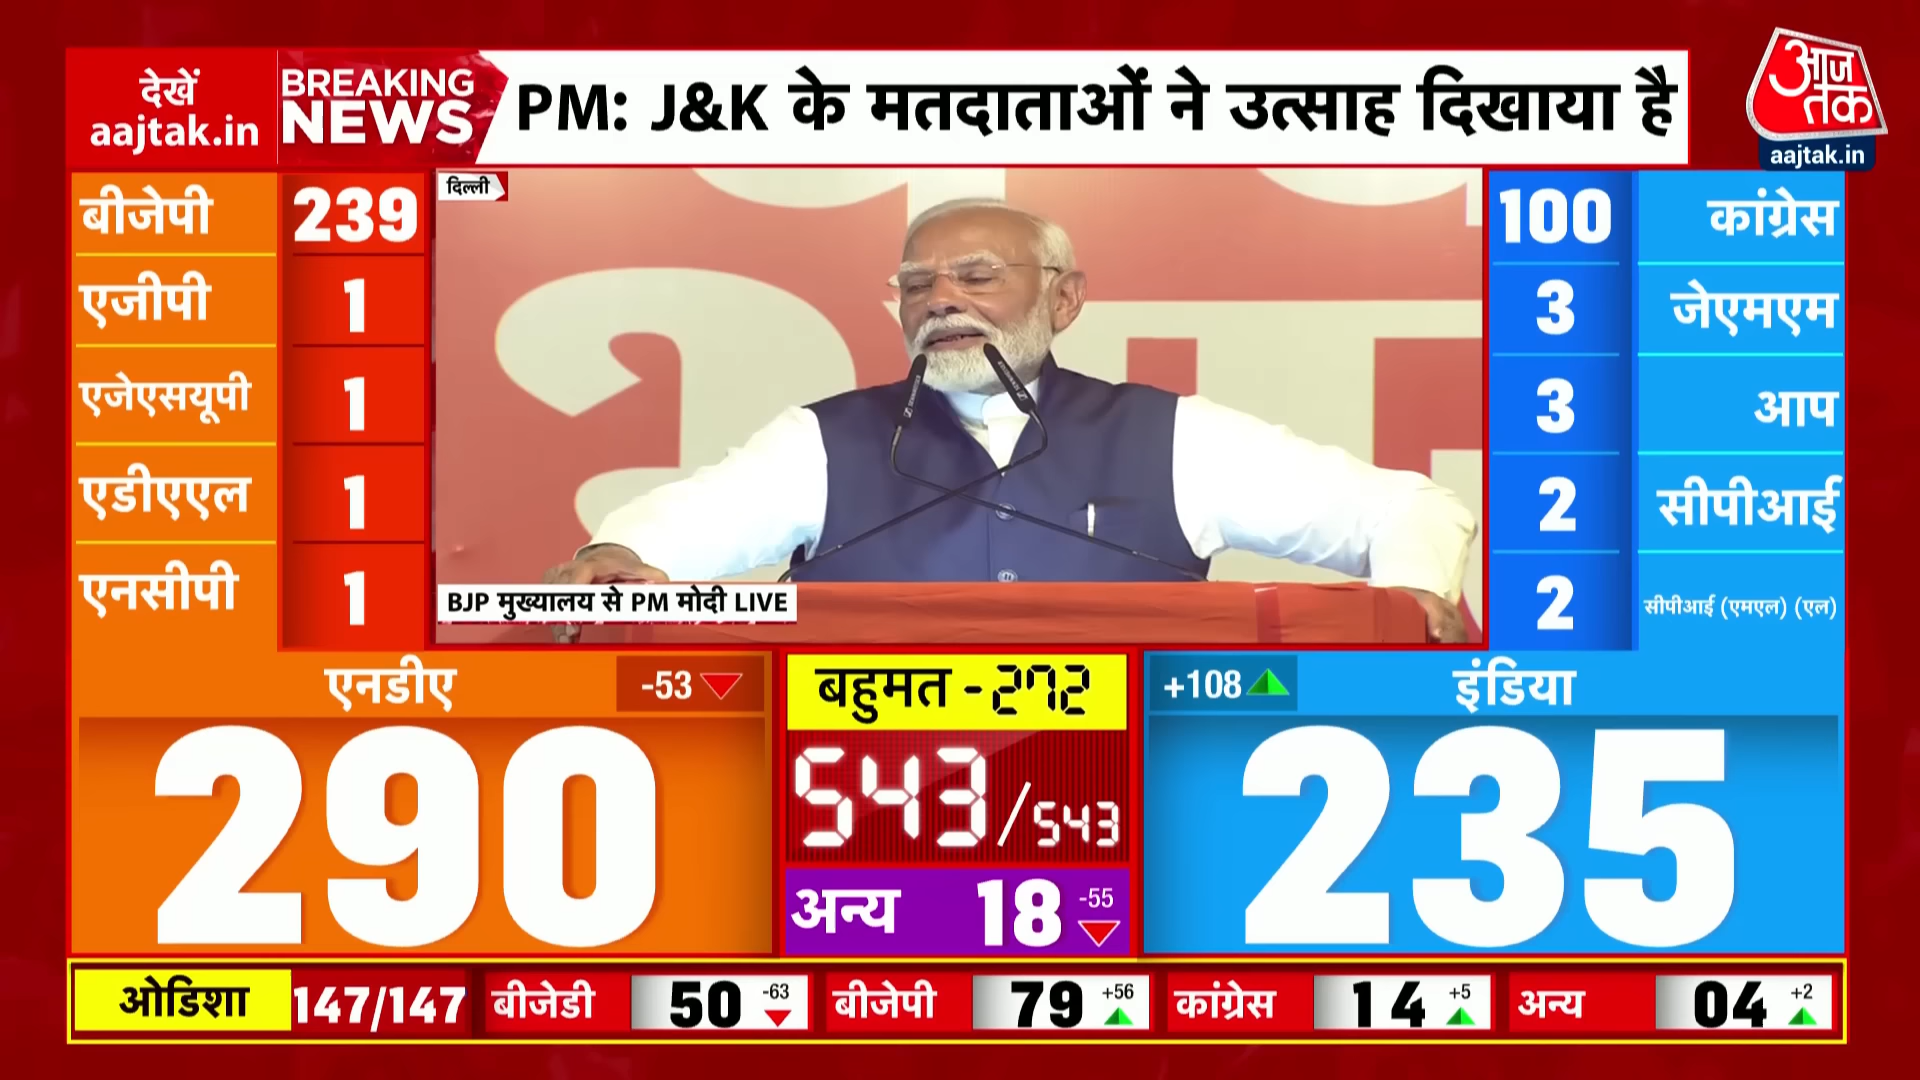 देखें
aajtak.in
BREAKING
NEWS
PM: J&K के मतदाताओं ने उत्साह दिखाया है
आज
तक
aajtak.in
बीजेपी 239
एजीपी 1
एजेएसयूपी 1
एडीएएल 1
एनसीपी 1
दिल्ली
BJP मुख्यालय से PM मोदी LIVE
100 कांग्रेस
3 जेएमएम
3 आप
2 सीपीआई
2 सीपीआई (एमएल) (एल)
एनडीए -53
290
बहुमत - 272
543/543
अन्य 18 -55
+108 इंडिया
235
ओडिशा 147/147 बीजेडी 50 -63 बीजेपी 79 +56 कांग्रेस 14 +5 अन्य 04 +2